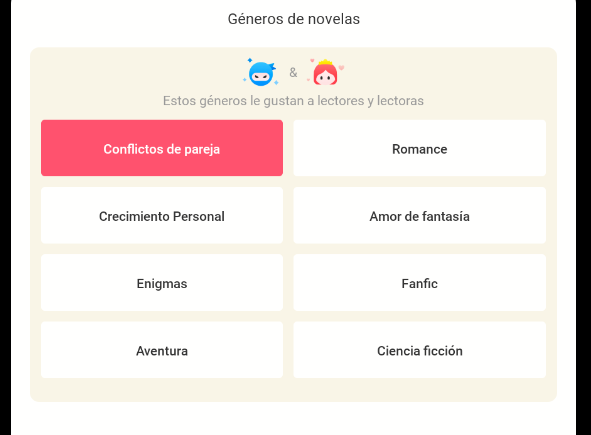 Géneros de novelas
&
Estos géneros le gustan a lectores y lectoras
Conflictos de pareja
Romance
Crecimiento Personal
Amor de fantasía
Enigmas
Fanfic
Aventura
Ciencia ficción